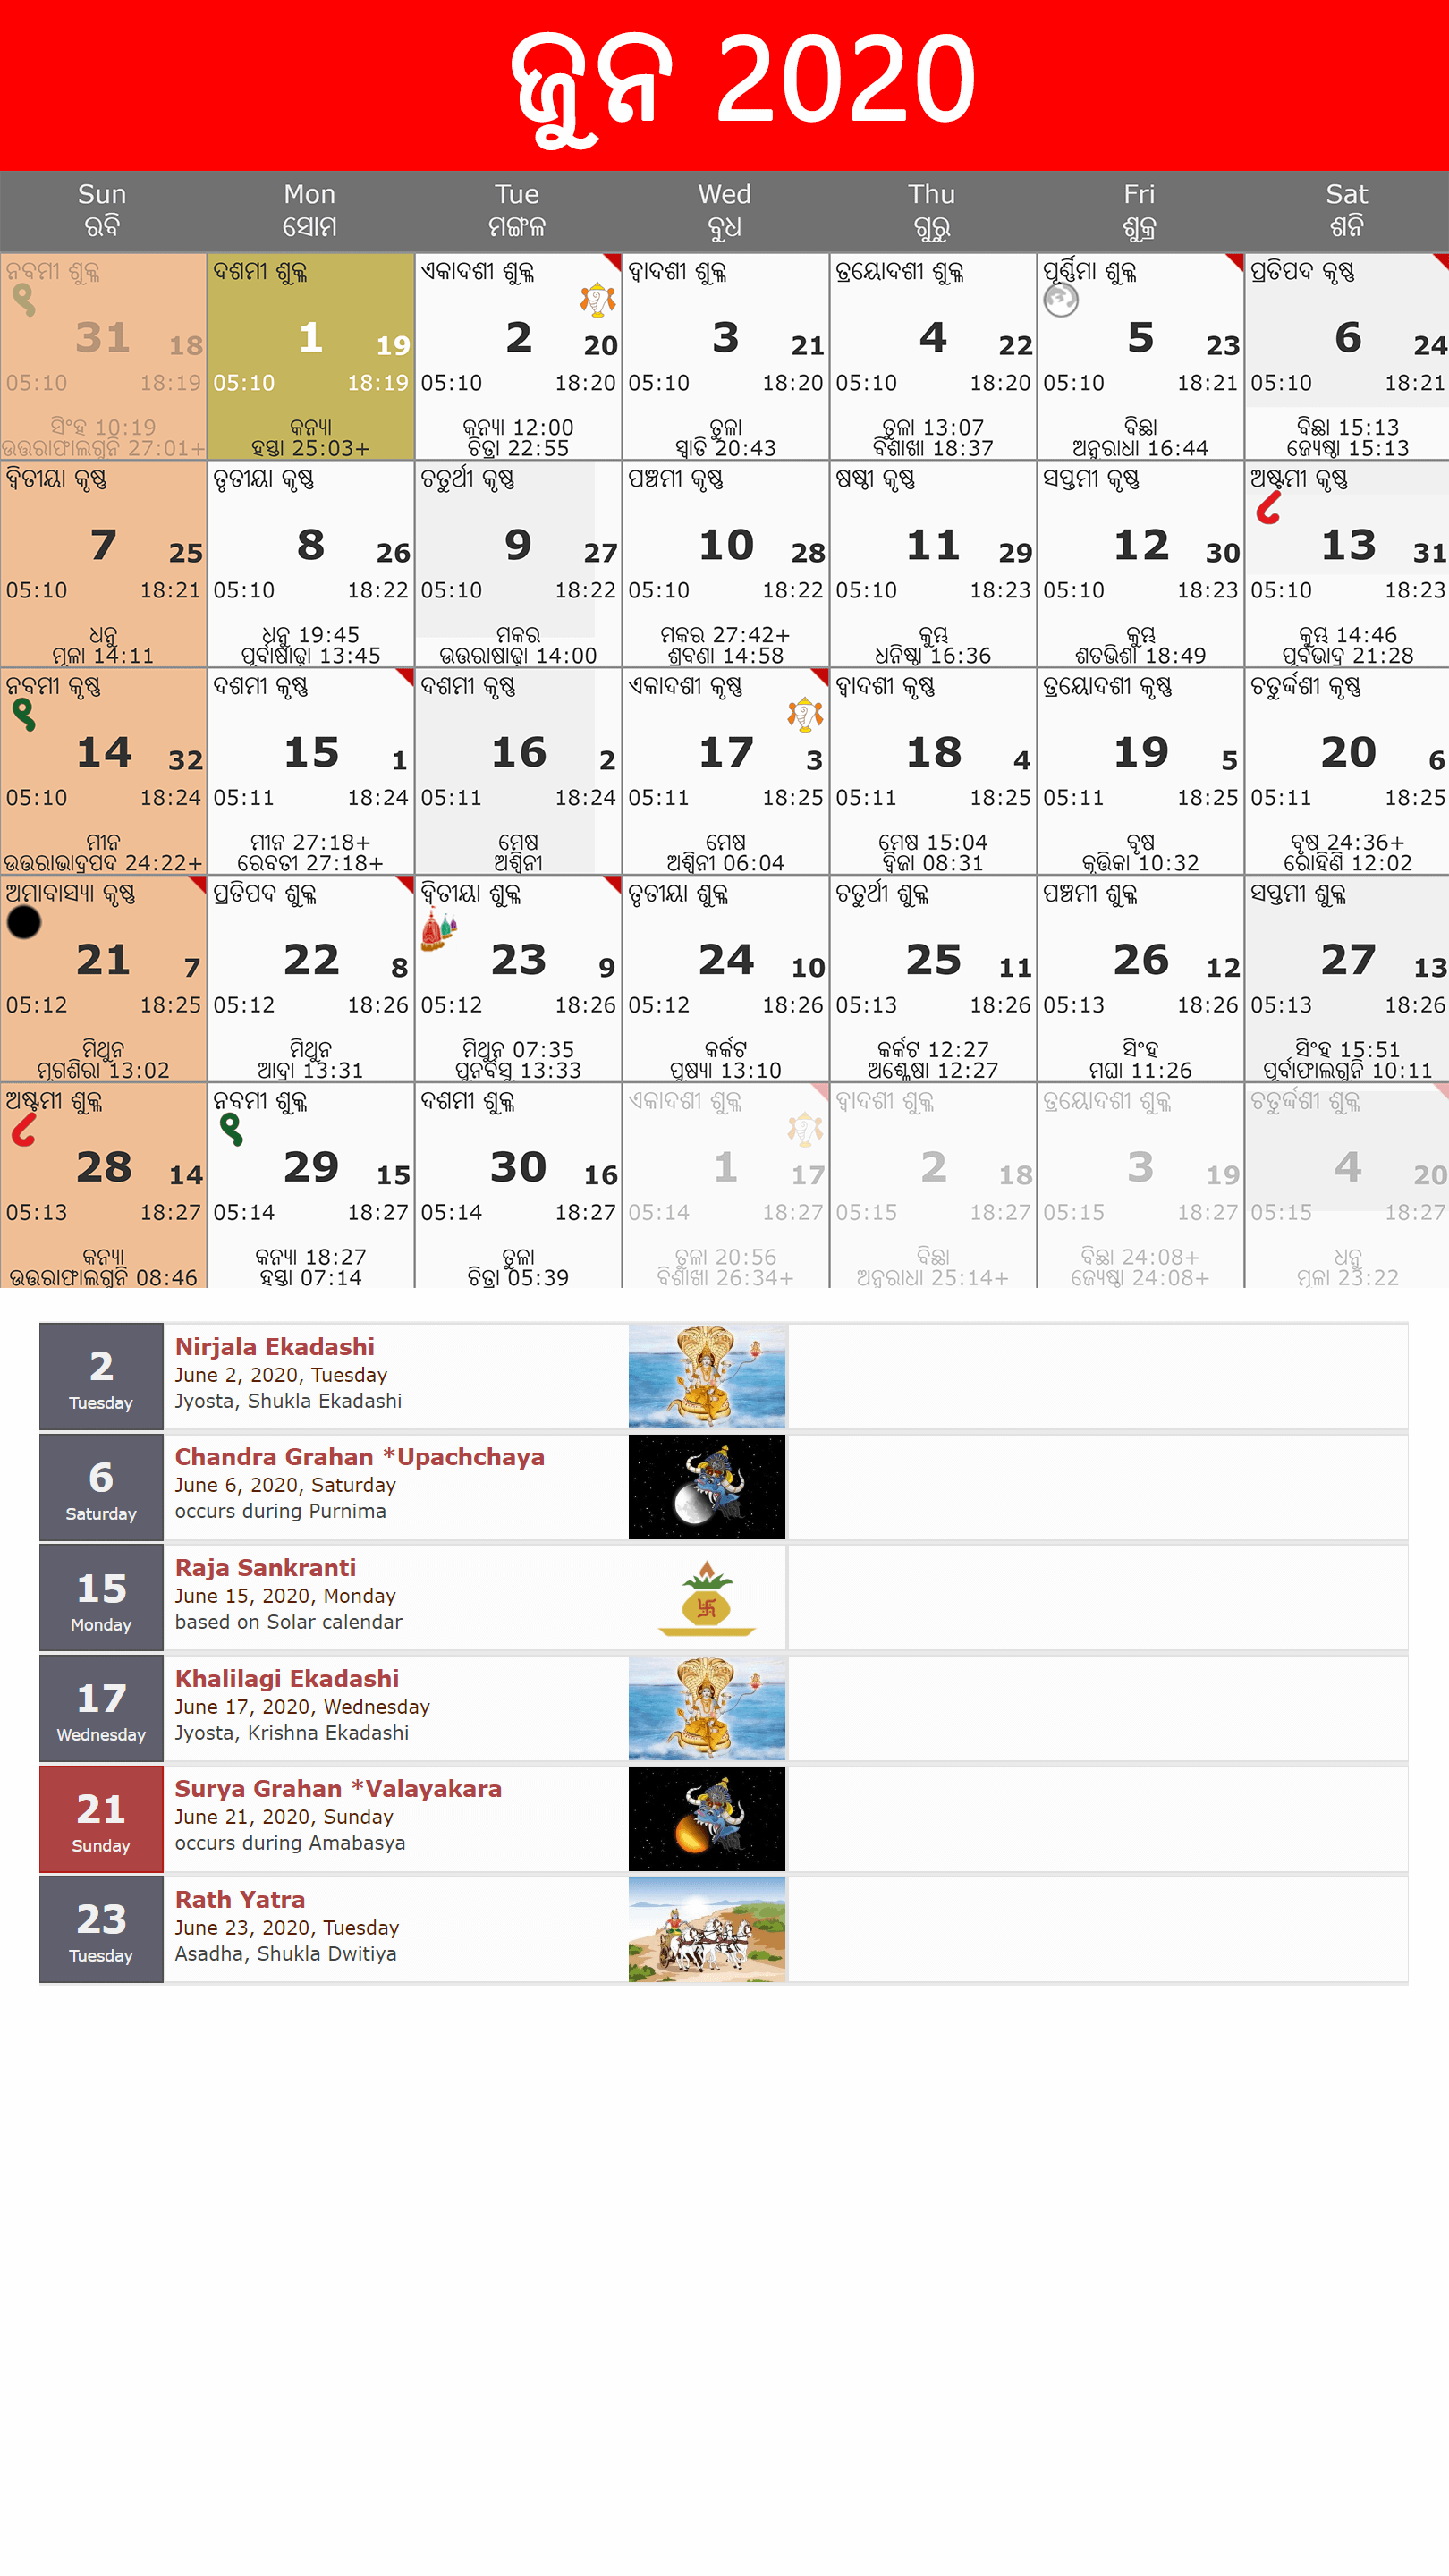 ଜୁନ 2020
Sun Mon Tue Wed Thu Fri Sat
ରବି ସୋମ ମଙ୍ଗଳ ବୁଧ ଗୁରୁ ଶୁକ୍ର ଶନି
ନବମୀ ଶୁକ୍ଳ ଦଶମୀ ଶୁକ୍ଳ ଏକାଦଶୀ ଶୁକ୍ଳ ଦ୍ୱାଦଶୀ ଶୁକ୍ଳ ତ୍ରୟୋଦଶୀ ଶୁକ୍ଳ ପୂର୍ଣ୍ଣିମା ଶୁକ୍ଳ ପ୍ରତିପଦ କୃଷ୍ଣ
୧
31 18 1 19 2 20 3 21 4 22 5 23 6 24
05:10 18:19 05:10 18:19 05:10 18:20 05:10 18:20 05:10 18:20 05:10 18:21 05:10 18:21
ସିଂହ 10:19 କନ୍ୟା କନ୍ୟା 12:00 ତୁଳା ତୁଳା 13:07 ବିଛା ବିଛା 15:13
ଉତ୍ତରାଫାଲଗୁନି 27:01+ ହସ୍ତା 25:03+ ଚିତ୍ରା 22:55 ସ୍ୱାତି 20:43 ବିଶାଖା 18:37 ଅନୁରାଧା 16:44 ଜ୍ୟେଷ୍ଠା 15:13
ଦ୍ୱିତୀୟା କୃଷ୍ଣ ତୃତୀୟା କୃଷ୍ଣ ଚତୁର୍ଥୀ କୃଷ୍ଣ ପଞ୍ଚମୀ କୃଷ୍ଣ ଷଷ୍ଠୀ କୃଷ୍ଣ ସପ୍ତମୀ କୃଷ୍ଣ ଅଷ୍ଟମୀ କୃଷ୍ଣ
୮
7 25 8 26 9 27 10 28 11 29 12 30 13 31
05:10 18:21 05:10 18:22 05:10 18:22 05:10 18:22 05:10 18:23 05:10 18:23 05:10 18:23
ଧନୁ ଧନୁ 19:45 ମକର ମକର 27:42+ କୁମ୍ଭ କୁମ୍ଭ କୁମ୍ଭ 14:46
ମୂଳା 14:11 ପୂର୍ବାଷାଢ଼ା 13:45 ଉତ୍ତରାଷାଢ଼ା 14:00 ଶ୍ରବଣା 14:58 ଧନିଷ୍ଠା 16:36 ଶତଭିଶା 18:49 ପୂର୍ବଭାଦ୍ର 21:28
ନବମୀ କୃଷ୍ଣ ଦଶମୀ କୃଷ୍ଣ ଦଶମୀ କୃଷ୍ଣ ଏକାଦଶୀ କୃଷ୍ଣ ଦ୍ୱାଦଶୀ କୃଷ୍ଣ ତ୍ରୟୋଦଶୀ କୃଷ୍ଣ ଚତୁର୍ଦ୍ଦଶୀ କୃଷ୍ଣ
୧
14 32 15 1 16 2 17 3 18 4 19 5 20 6
05:10 18:24 05:11 18:24 05:11 18:24 05:11 18:25 05:11 18:25 05:11 18:25 05:11 18:25
ମୀନ ମୀନ 27:18+ ମେଷ ମେଷ ମେଷ 15:04 ବୃଷ ବୃଷ 24:36+
ଉତ୍ତରାଭାଦ୍ରପଦ 24:22+ ରେବତୀ 27:18+ ଅଶ୍ୱିନୀ ଅଶ୍ୱିନୀ 06:04 ଦ୍ୱିଜା 08:31 କୃତ୍ତିକା 10:32 ରୋହିଣି 12:02
ଅମାବାସ୍ୟା କୃଷ୍ଣ ପ୍ରତିପଦ ଶୁକ୍ଳ ଦ୍ୱିତୀୟା ଶୁକ୍ଳ ତୃତୀୟା ଶୁକ୍ଳ ଚତୁର୍ଥୀ ଶୁକ୍ଳ ପଞ୍ଚମୀ ଶୁକ୍ଳ ସପ୍ତମୀ ଶୁକ୍ଳ
21 7 22 8 23 9 24 10 25 11 26 12 27 13
05:12 18:25 05:12 18:26 05:12 18:26 05:12 18:26 05:13 18:26 05:13 18:26 05:13 18:26
ମିଥୁନ ମିଥୁନ ମିଥୁନ 07:35 କର୍କଟ କର୍କଟ 12:27 ସିଂହ ସିଂହ 15:51
ମୃଗଶିରା 13:02 ଆଦ୍ରା 13:31 ପୁନର୍ବସୁ 13:33 ପୁଷ୍ୟା 13:10 ଅଶ୍ଳେଷା 12:27 ମଘା 11:26 ପୂର୍ବାଫାଲଗୁନି 10:11
ଅଷ୍ଟମୀ ଶୁକ୍ଳ ନବମୀ ଶୁକ୍ଳ ଦଶମୀ ଶୁକ୍ଳ ଏକାଦଶୀ ଶୁକ୍ଳ ଦ୍ୱାଦଶୀ ଶୁକ୍ଳ ତ୍ରୟୋଦଶୀ ଶୁକ୍ଳ ଚତୁର୍ଦ୍ଦଶୀ ଶୁକ୍ଳ
୮ ୧
28 14 29 15 30 16 1 17 2 18 3 19 4 20
05:13 18:27 05:14 18:27 05:14 18:27 05:14 18:27 05:15 18:27 05:15 18:27 05:15 18:27
କନ୍ୟା କନ୍ୟା 18:27 ତୁଳା ତୁଳା 20:56 ବିଛା ବିଛା 24:08+ ଧନୁ
ଉତ୍ତରାଫାଲଗୁନି 08:46 ହସ୍ତା 07:14 ଚିତ୍ରା 05:39 ବିଶାଖା 26:34+ ଅନୁରାଧା 25:14+ ଜ୍ୟେଷ୍ଠା 24:08+ ମୂଳା 23:22
2 Tuesday
Nirjala Ekadashi
June 2, 2020, Tuesday
Jyosta, Shukla Ekadashi
6 Saturday
Chandra Grahan *Upachchaya
June 6, 2020, Saturday
occurs during Purnima
15 Monday
Raja Sankranti
June 15, 2020, Monday
based on Solar calendar
17 Wednesday
Khalilagi Ekadashi
June 17, 2020, Wednesday
Jyosta, Krishna Ekadashi
21 Sunday
Surya Grahan *Valayakara
June 21, 2020, Sunday
occurs during Amabasya
23 Tuesday
Rath Yatra
June 23, 2020, Tuesday
Asadha, Shukla Dwitiya